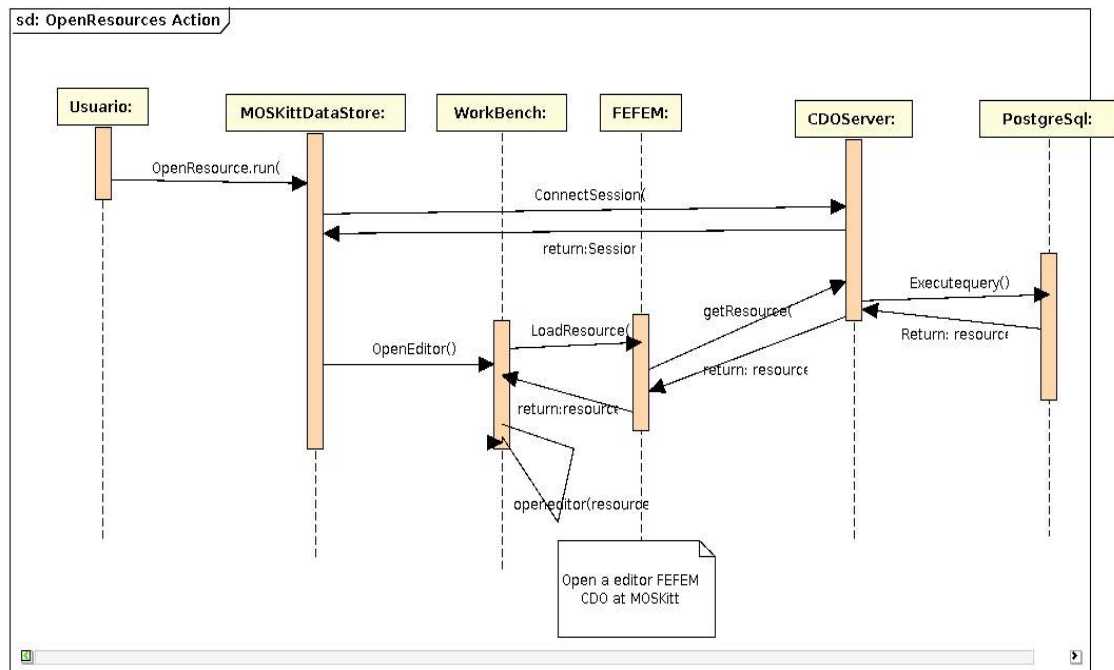 sd: OpenResources Action
Usuario:
MOSKittDataStore:
WorkBench:
FEFEM:
CDOServer:
PostgreSql:
OpenResource.run(
ConnectSession(
return:Session
Executequery()
getResource(
LoadResource(
OpenEditor()
Return: resource
return: resource
return:resource
openeditor(resource
Open a editor FEFEM
CDO at MOSKitt